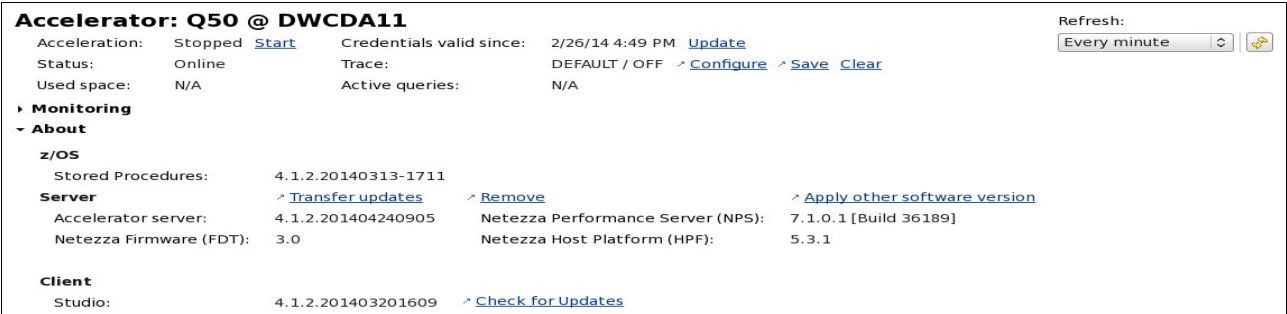 Accelerator: Q50 @ DWCDA11
Refresh:
Acceleration: Stopped Start Credentials valid since: 2/26/14 4:49 PM Update
Every minute
Status: Online Trace: DEFAULT / OFF Configure Save Clear
Used space: N/A Active queries: N/A
Monitoring
About
z/OS
Stored Procedures: 4.1.2.20140313-1711
Server Transfer updates Remove Apply other software version
Accelerator server: 4.1.2.201404240905 Netezza Performance Server (NPS): 7.1.0.1 [Build 36189]
Netezza Firmware (FDT): 3.0 Netezza Host Platform (HPF): 5.3.1
Client
Studio: 4.1.2.201403201609 Check for Updates